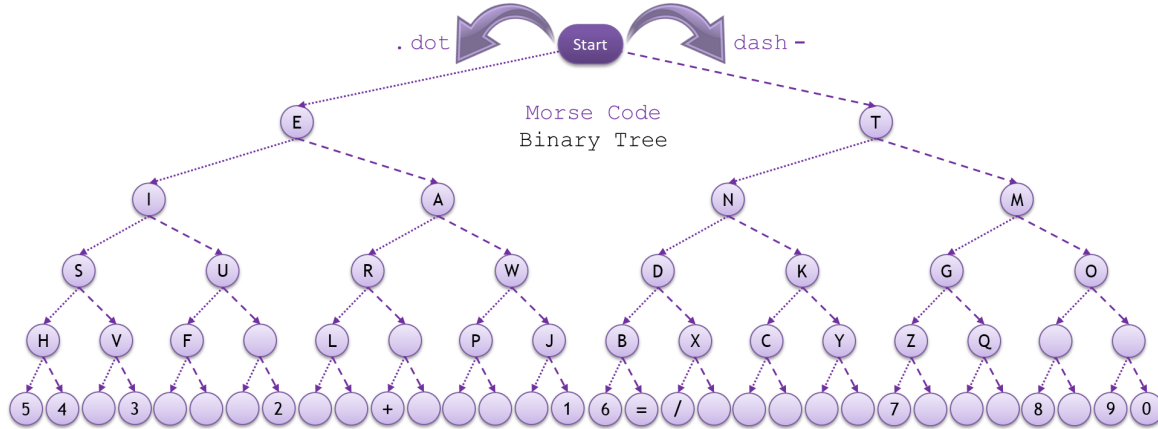 . dot Start dash -
Morse Code
Binary Tree
E T
I A N M
S U R W D K G O
H V F L P J B X C Y Z Q
5 4 3 2 + 1 6 = / 7 8 9 0